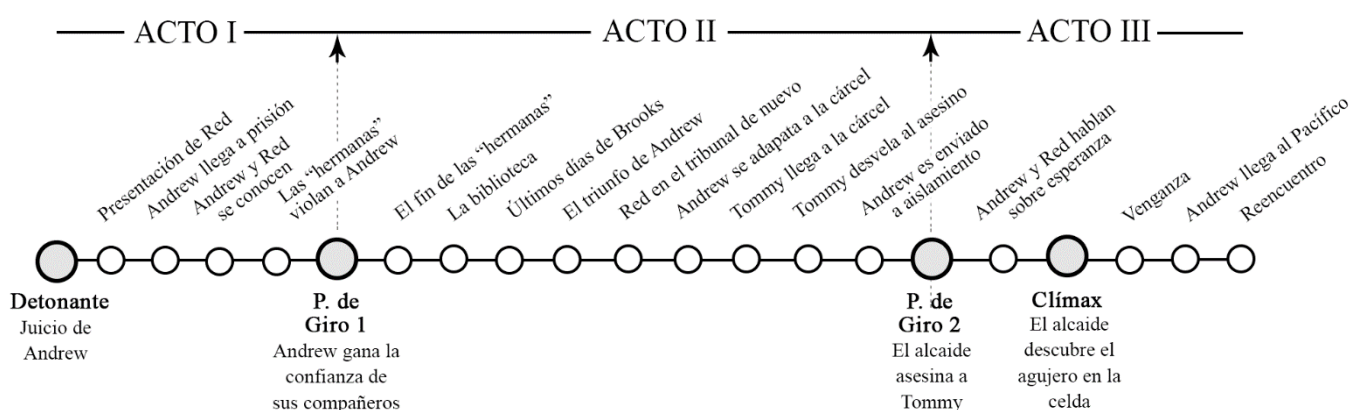 ACTO I
ACTO II
ACTO III
Presentación de Red
Andrew llega a prisión
Andrew y Red
se conocen
Las “hermanas”
violan a Andrew
El fin de las “hermanas”
La biblioteca
Últimos días de Brooks
El triunfo de Andrew
Red en el tribunal de nuevo
Andrew se adapata a la cárcel
Tommy llega a la cárcel
Tommy desvela al asesino
Andrew es enviado
a aislamiento
Andrew y Red hablan
sobre esperanza
Venganza
Andrew llega al Pacífico
Reencuentro
Detonante
Juicio de
Andrew
P. de
Giro 1
Andrew gana la
confianza de
sus compañeros
P. de
Giro 2
El alcaide
asesina a
Tommy
Clímax
El alcaide
descubre el
agujero en la
celda